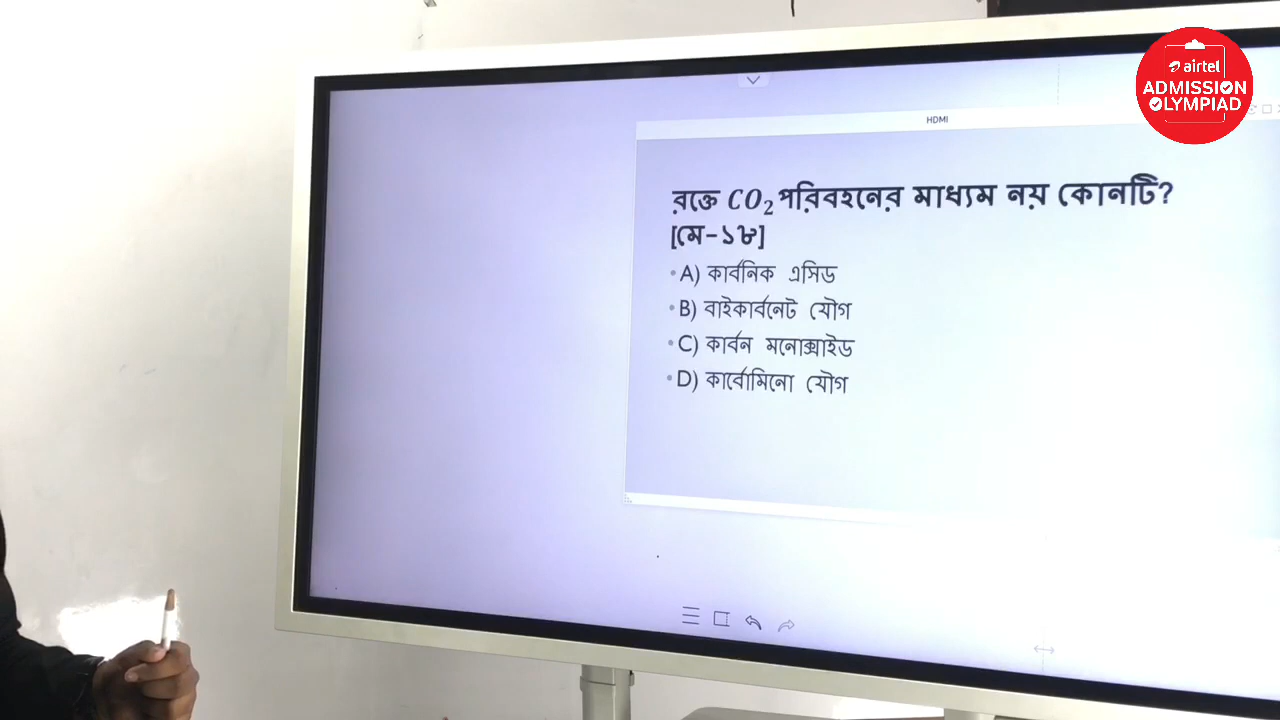 airtel
ADMISSION
OLYMPIAD
HDMI
রক্তে CO₂ পরিবহনের মাধ্যম নয় কোনটি?
[মে-১৮]
• A) কার্বনিক এসিড
• B) বাইকার্বনেট যৌগ
• C) কার্বন মনোক্সাইড
• D) কার্বোমিনো যৌগ